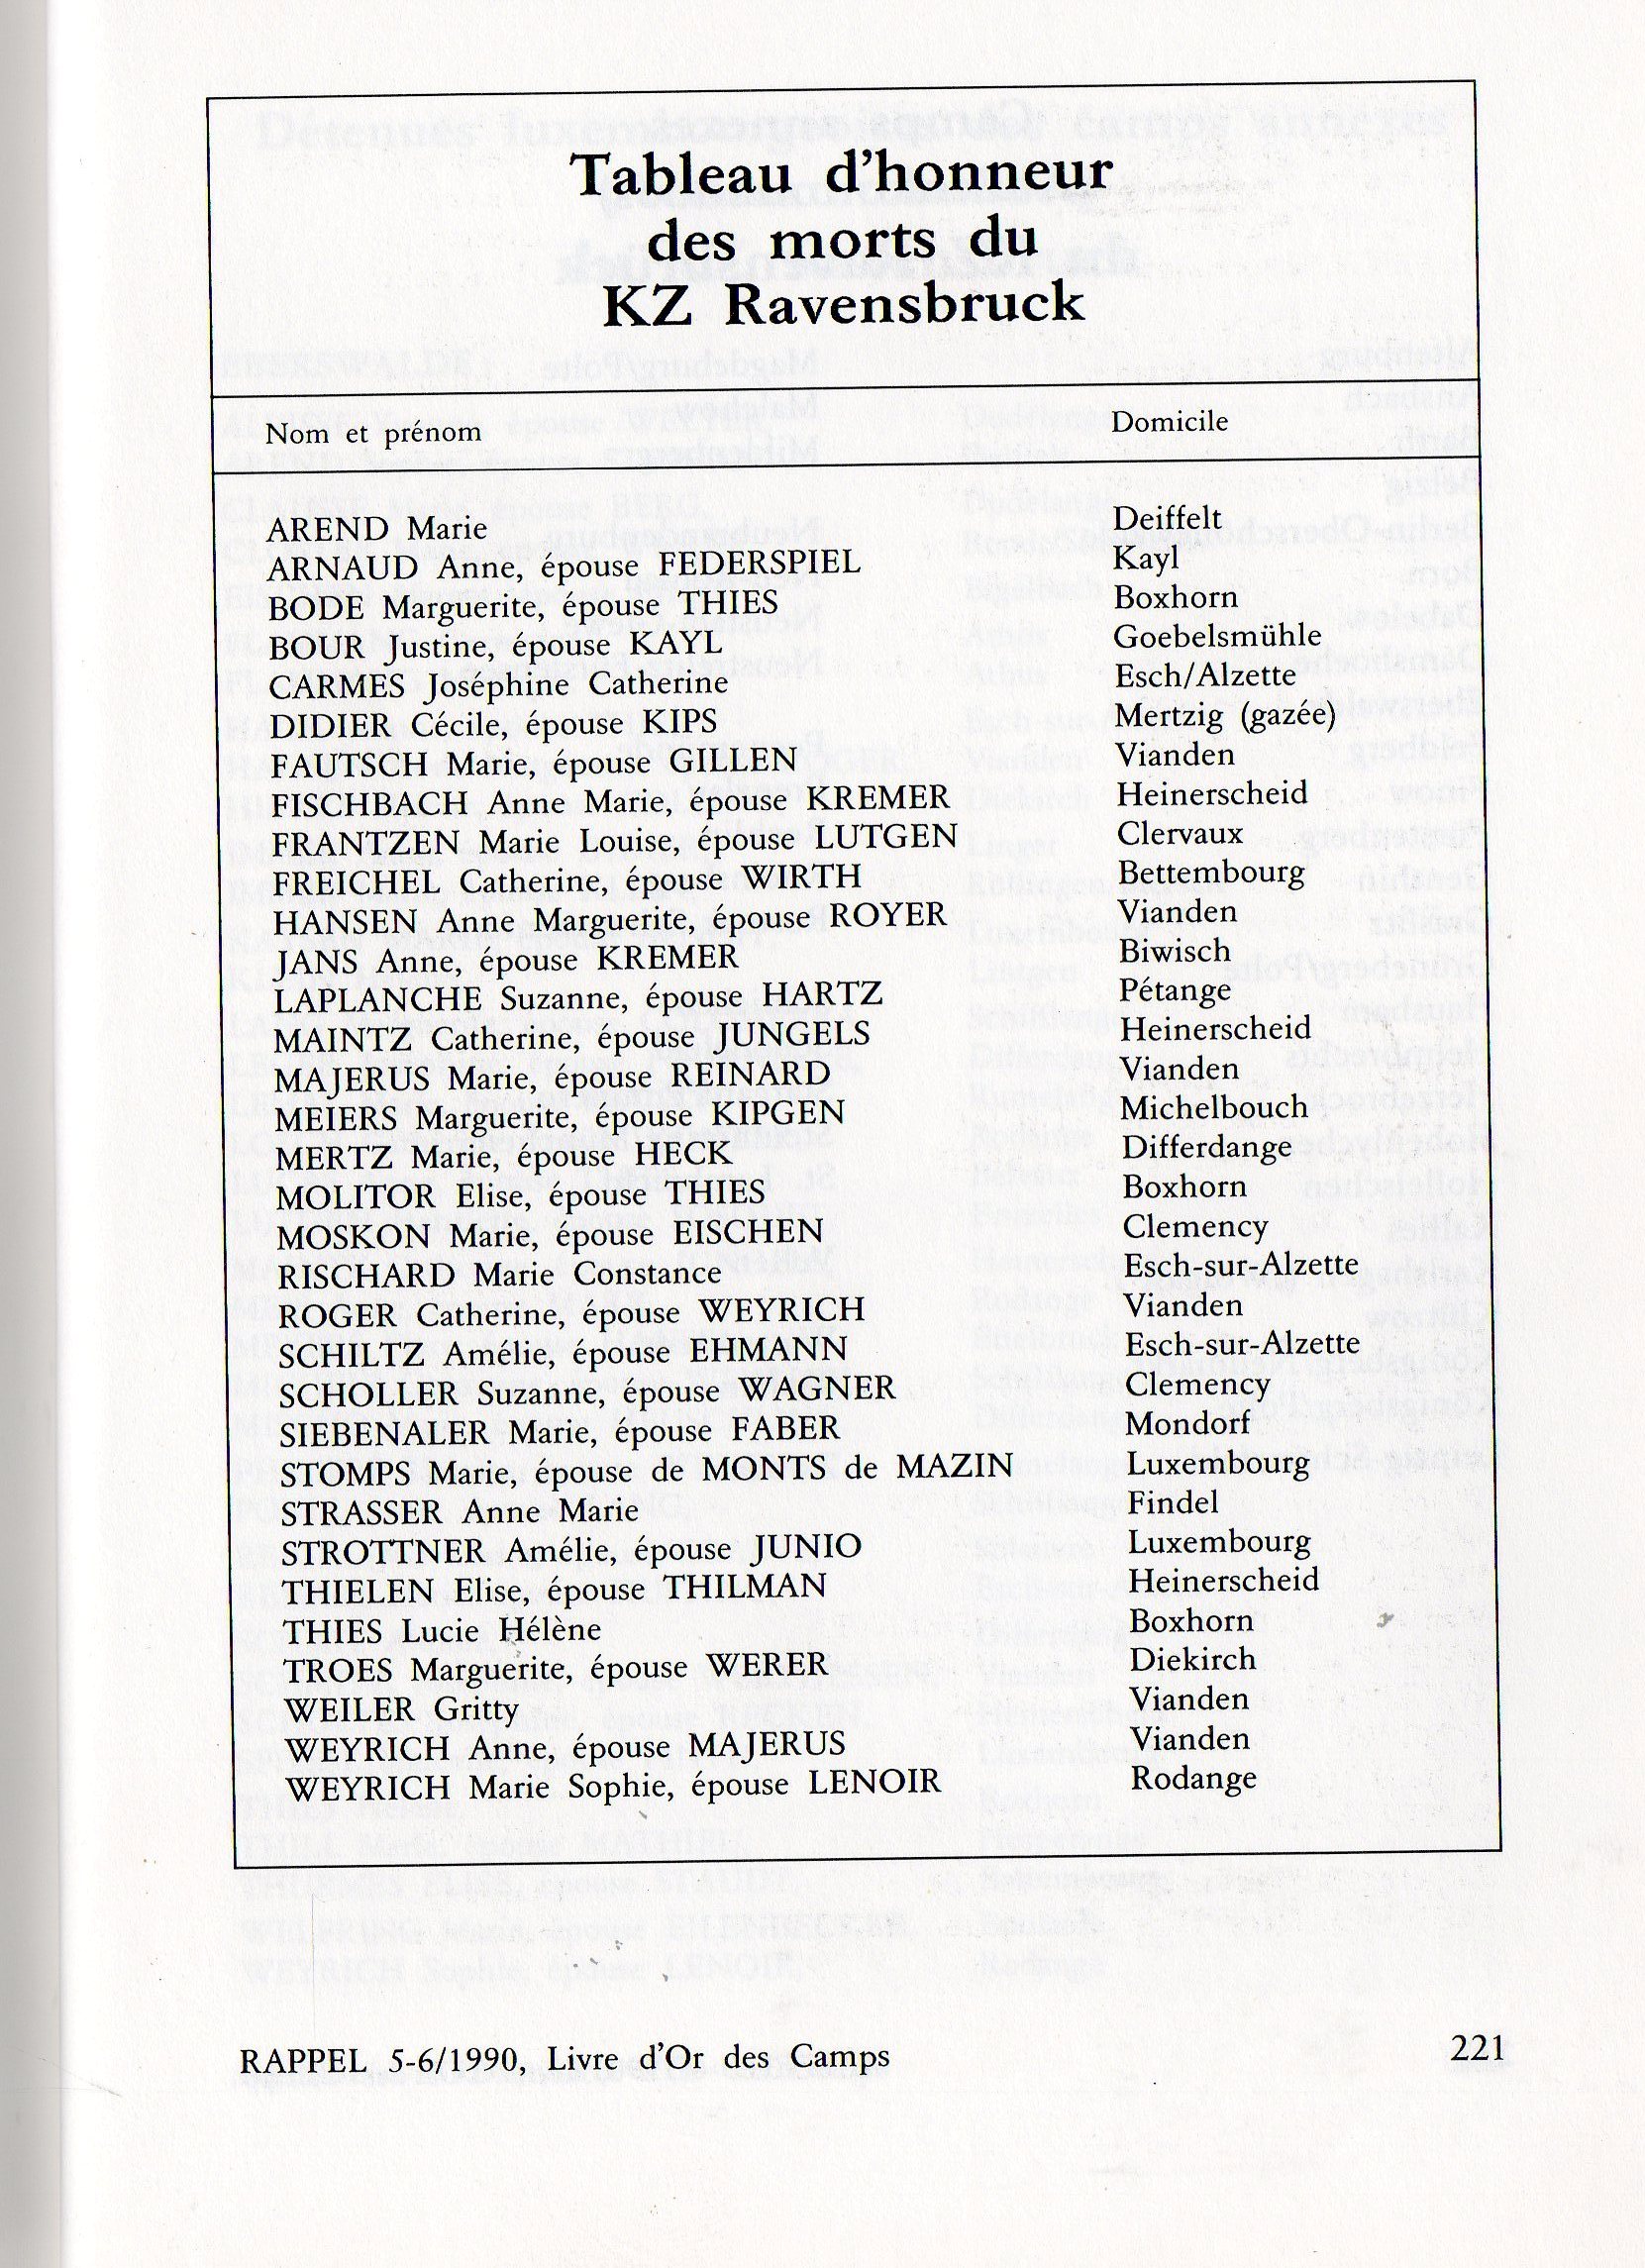 Tableau d'honneur
des morts du
KZ Ravensbruck
Nom et prénom Domicile
AREND Marie Deiffelt
ARNAUD Anne, épouse FEDERSPIEL Kayl
BODE Marguerite, épouse THIES Boxhorn
BOUR Justine, épouse KAYL Goebelsmühle
CARMES Joséphine Catherine Esch/Alzette
DIDIER Cécile, épouse KIPS Mertzig (gazée)
FAUTSCH Marie, épouse GILLEN Vianden
FISCHBACH Anne Marie, épouse KREMER Heinerscheid
FRANTZEN Marie Louise, épouse LUTGEN Clervaux
FREICHEL Catherine, épouse WIRTH Bettembourg
HANSEN Anne Marguerite, épouse ROYER Vianden
JANS Anne, épouse KREMER Biwisch
LAPLANCHE Suzanne, épouse HARTZ Pétange
MAINTZ Catherine, épouse JUNGELS Heinerscheid
MAJERUS Marie, épouse REINARD Vianden
MEIERS Marguerite, épouse KIPGEN Michelbouch
MERTZ Marie, épouse HECK Differdange
MOLITOR Elise, épouse THIES Boxhorn
MOSKON Marie, épouse EISCHEN Clemency
RISCHARD Marie Constance Esch-sur-Alzette
ROGER Catherine, épouse WEYRICH Vianden
SCHILTZ Amélie, épouse EHMANN Esch-sur-Alzette
SCHOLLER Suzanne, épouse WAGNER Clemency
SIEBENALER Marie, épouse FABER Mondorf
STOMPS Marie, épouse de MONTS de MAZIN Luxembourg
STRASSER Anne Marie Findel
STROTTNER Amélie, épouse JUNIO Luxembourg
THIELEN Elise, épouse THILMAN Heinerscheid
THIES Lucie Hélène Boxhorn
TROES Marguerite, épouse WERER Diekirch
WEILER Gritty Vianden
WEYRICH Anne, épouse MAJERUS Vianden
WEYRICH Marie Sophie, épouse LENOIR Rodange
RAPPEL 5-6/1990, Livre d'Or des Camps 221